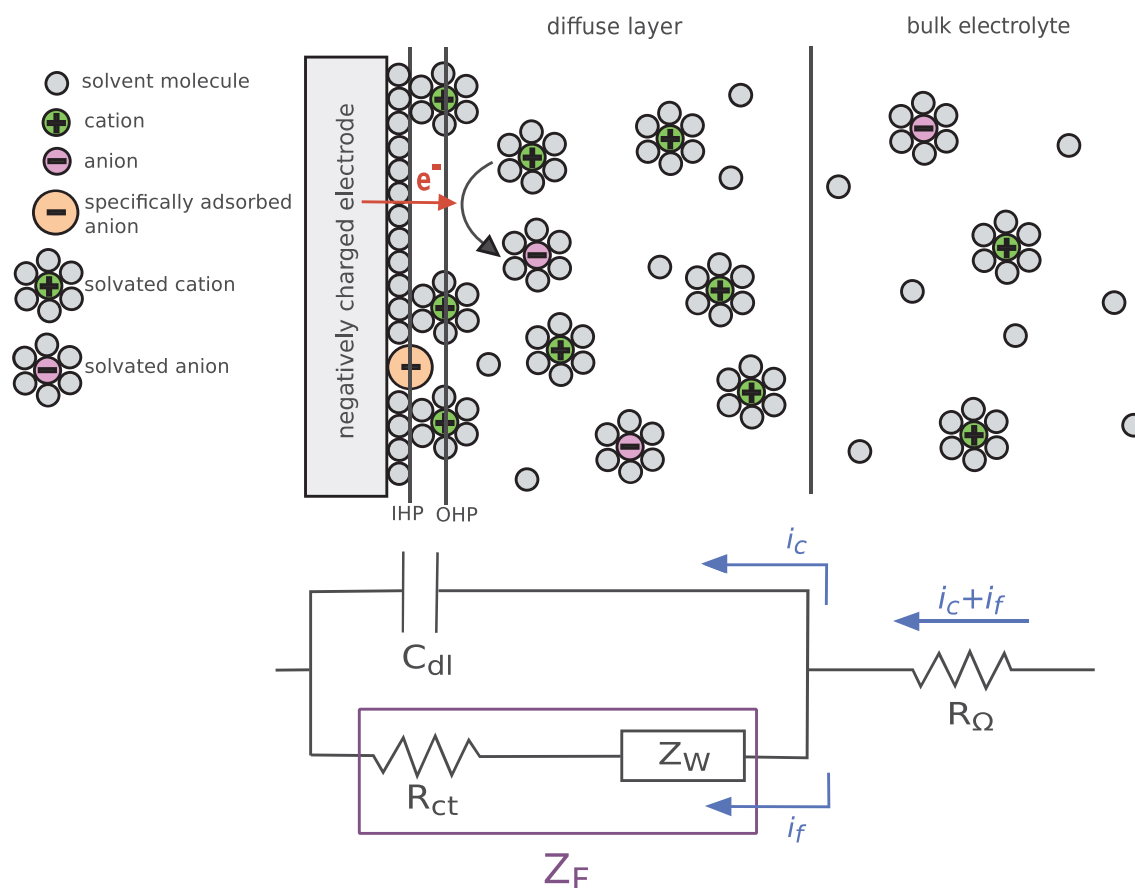 diffuse layer
bulk electrolyte
solvent molecule
cation
anion
specifically adsorbed
anion
solvated cation
solvated anion
negatively charged electrode
e-
IHP
OHP
ic
ic+if
Cdl
RΩ
Rct
ZW
if
ZF